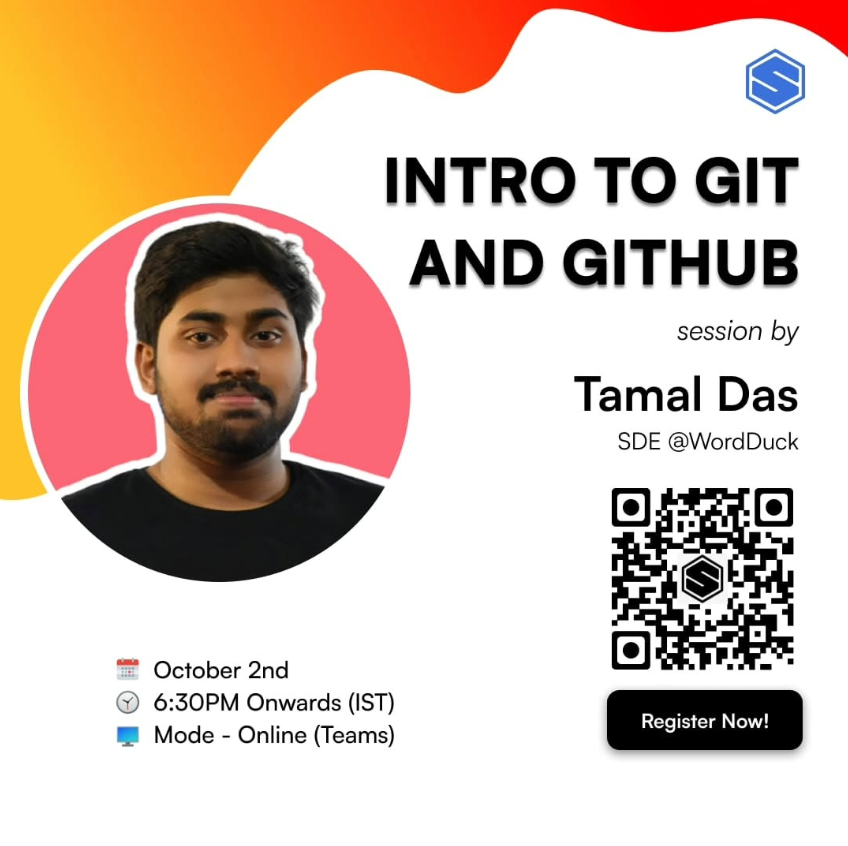 INTRO TO GIT
AND GITHUB
session by
Tamal Das
SDE @WordDuck
October 2nd
6:30PM Onwards (IST)
Mode - Online (Teams)
Register Now!